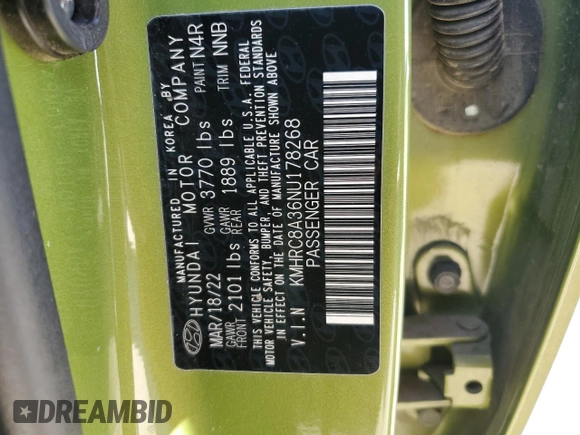 MANUFACTURED IN KOREA BY
HYUNDAI MOTOR COMPANY
MAR/18/22 GVWR 3770 lbs PAINT N4R
GAWR FRONT 2101 lbs GAWR REAR 1889 lbs TRIM NNB
THIS VEHICLE CONFORMS TO ALL APPLICABLE U.S.A. FEDERAL
MOTOR VEHICLE SAFETY, BUMPER, AND THEFT PREVENTION STANDARDS
IN EFFECT ON THE DATE OF MANUFACTURE SHOWN ABOVE
V.I.N KMHRC8A36NU178268
PASSENGER CAR
DREAMBID